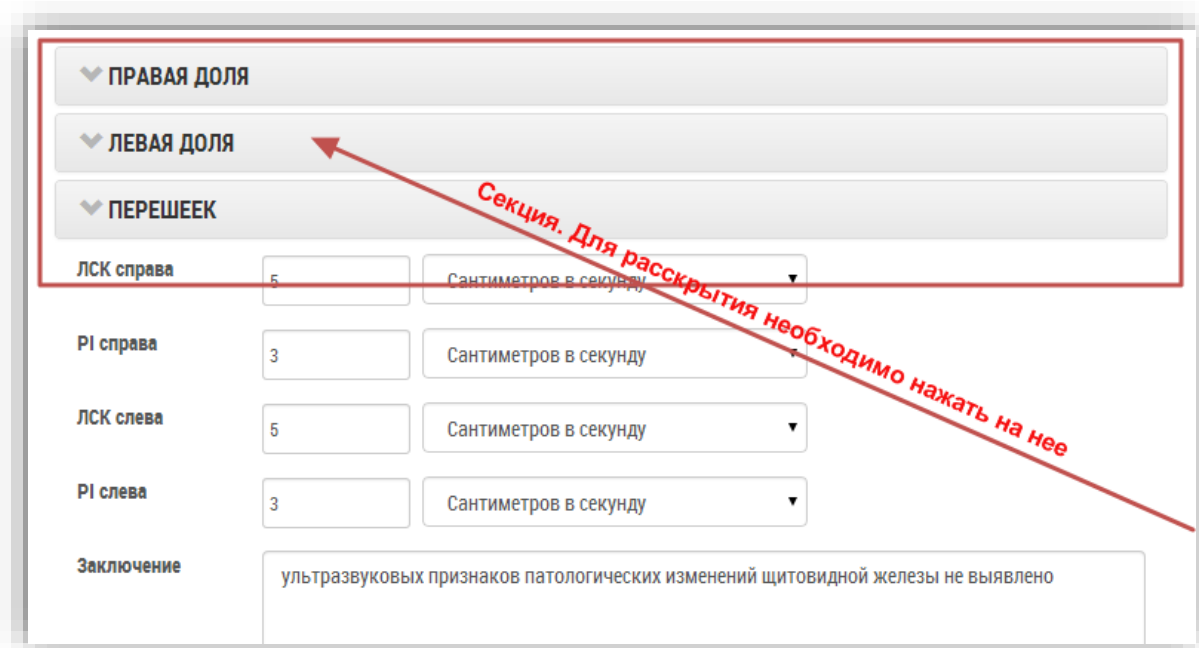 ПРАВАЯ ДОЛЯ
ЛЕВАЯ ДОЛЯ
ПЕРЕШЕЕК
Секция. Для расскрытия необходимо нажать на нее
ЛСК справа 5 Сантиметров в секунду
PI справа 3 Сантиметров в секунду
ЛСК слева 5 Сантиметров в секунду
PI слева 3 Сантиметров в секунду
Заключение ультразвуковых признаков патологических изменений щитовидной железы не выявлено